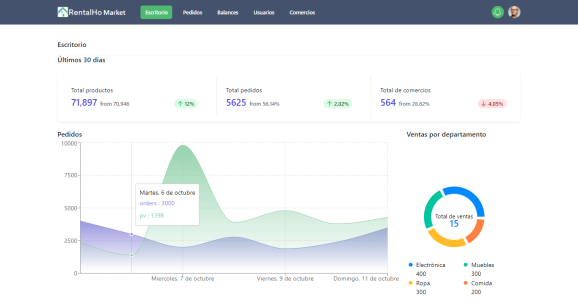 RentalHo Market Escritorio Pedidos Balances Usuarios Comercios
Escritorio
Últimos 30 días
Total productos
71,897 from 70,946 ↑ 12%
Total pedidos
5625 from 56.14% ↑ 2.02%
Total de comercios
564 from 28.62% ↓ 4.05%
Pedidos
10000
7500
5000
2500
0
Martes. 6 de octubre
orders : 3000
pv : 1398
Miercoles. 7 de octubre
Viernes. 9 de octubre
Domingo. 11 de octubre
Ventas por departamento
Total de ventas
15
Electrónica
400
Muebles
300
Ropa
300
Comida
200